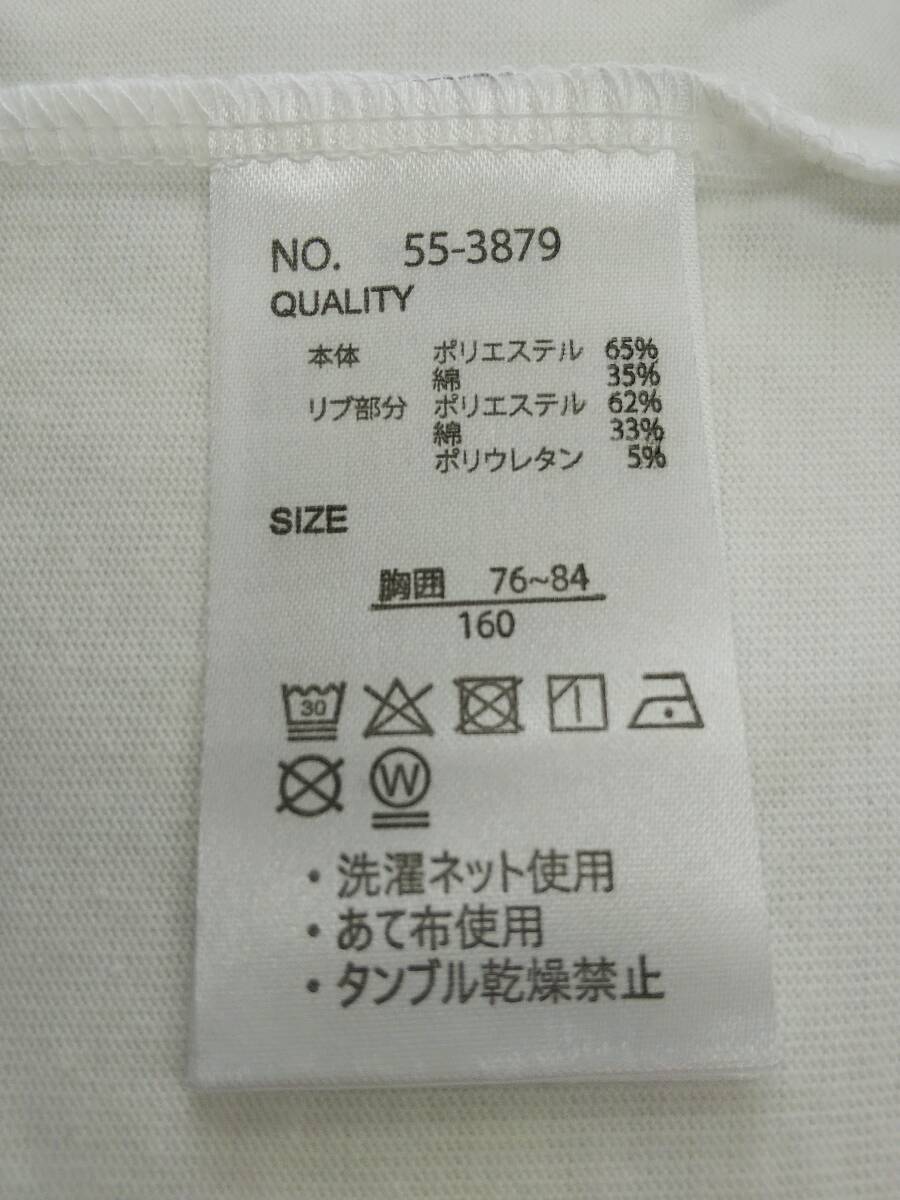 NO. 55-3879
QUALITY
本体 ポリエステル 65%
綿 35%
リブ部分 ポリエステル 62%
綿 33%
ポリウレタン 5%
SIZE
胸囲 76~84
160
30
W
・洗濯ネット使用
・あて布使用
・タンブル乾燥禁止